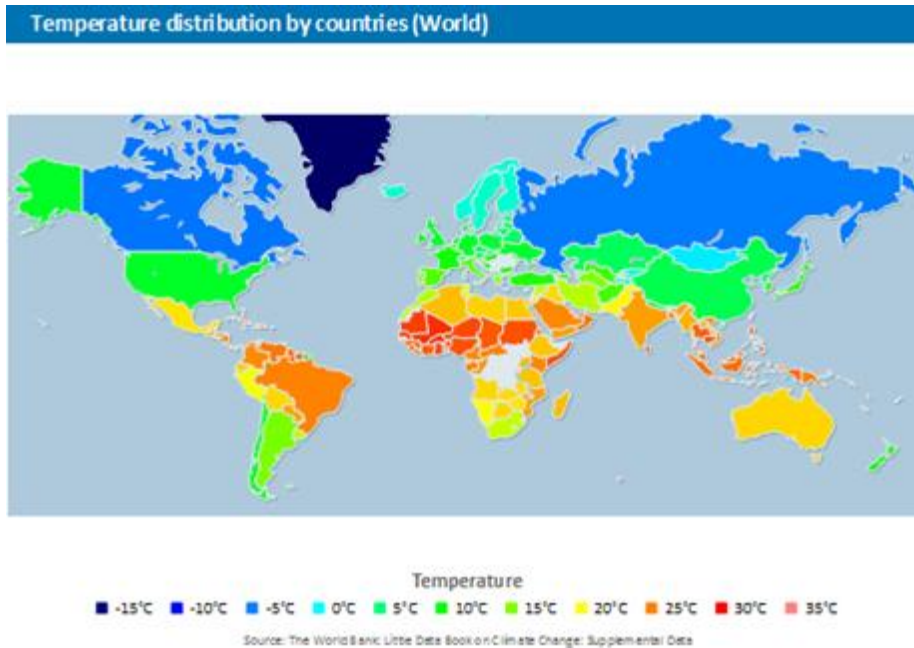 Temperature distribution by countries (World)
Temperature
-15°C -10°C -5°C 0°C 5°C 10°C 15°C 20°C 25°C 30°C 35°C
Source: The World Bank: Little Data Book on Climate Change: Supplemental Data